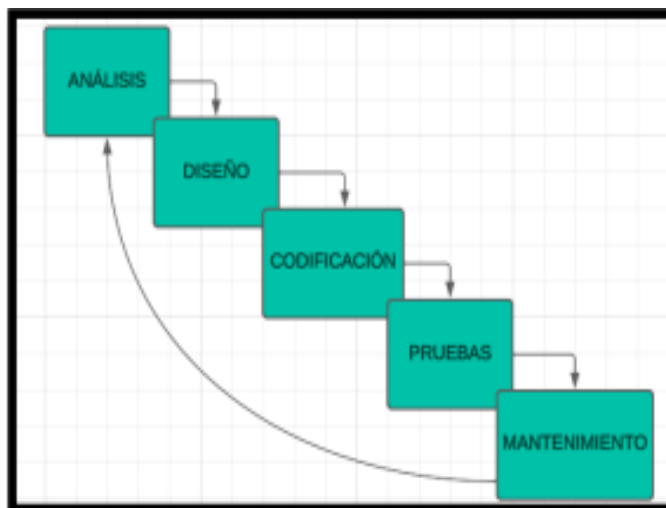 ANÁLISIS
DISEÑO
CODIFICACIÓN
PRUEBAS
MANTENIMIENTO